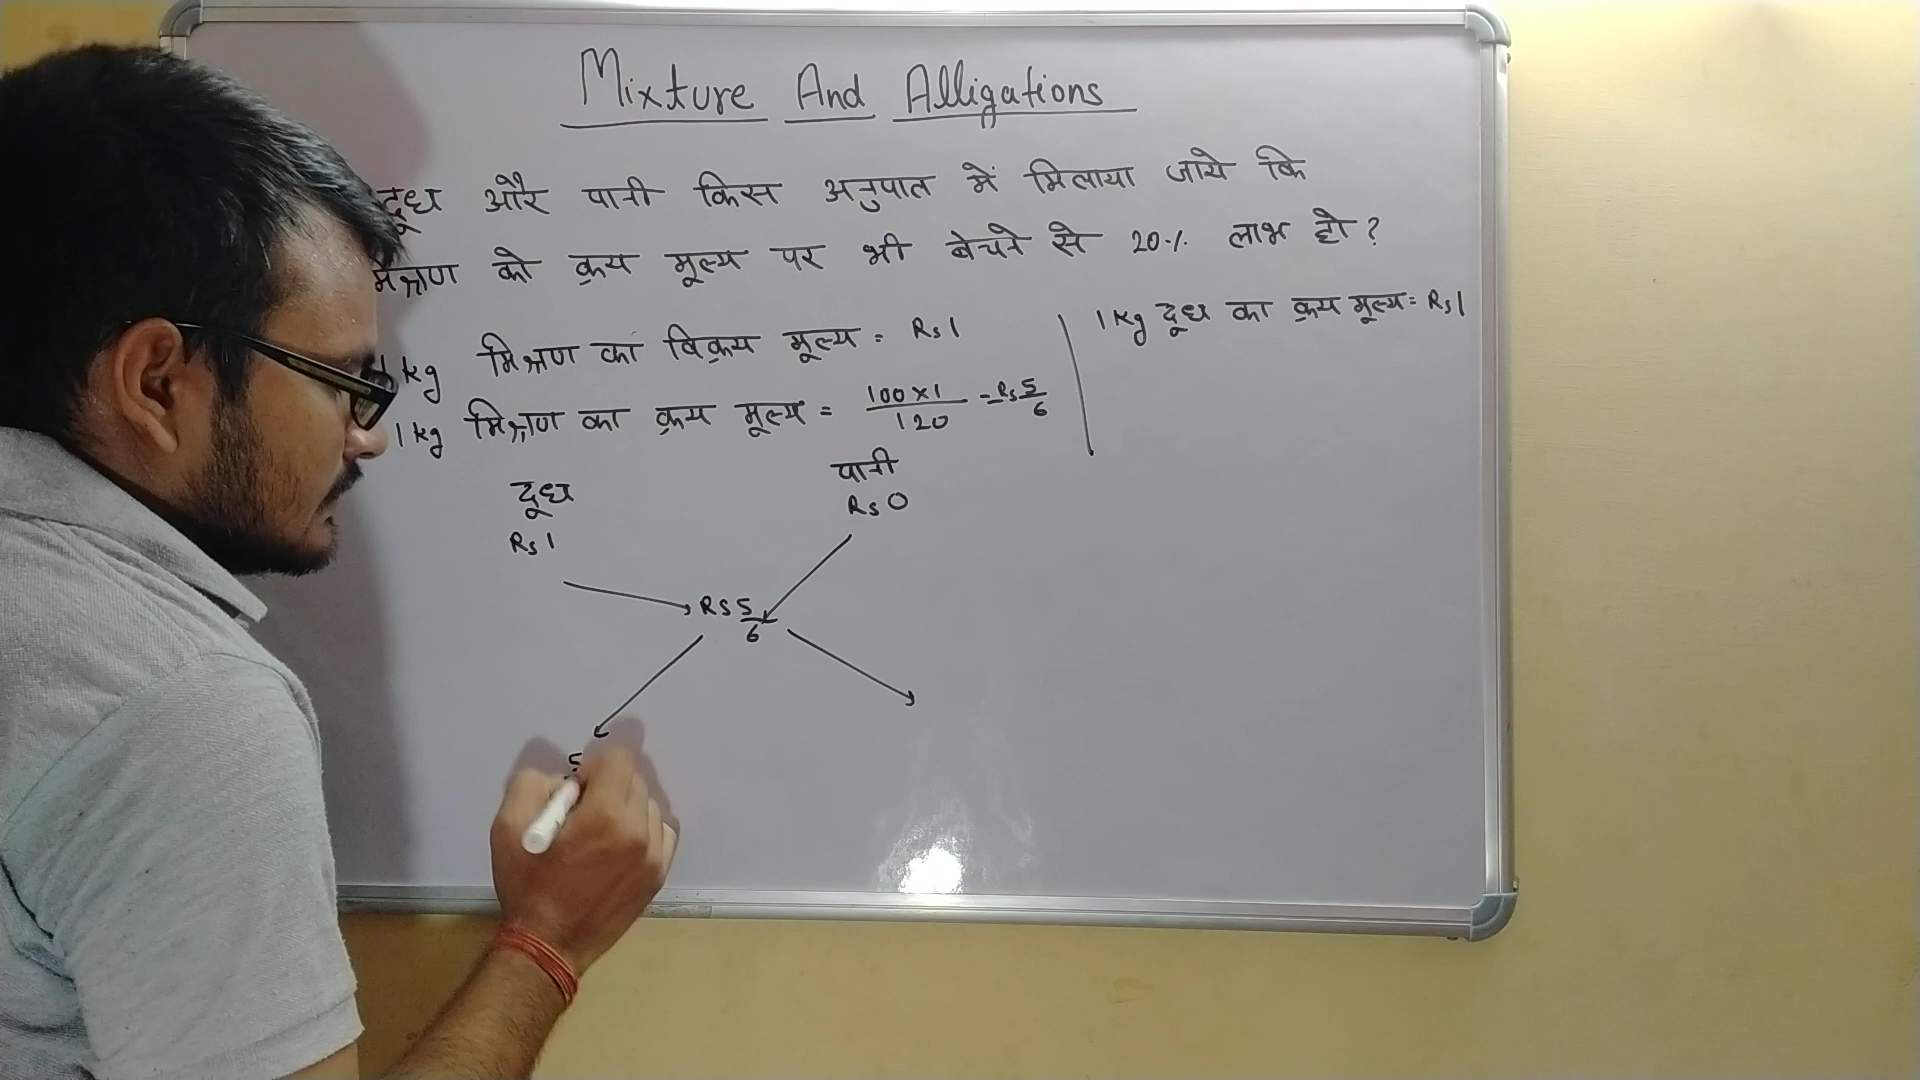 Mixture And Alligations
दूध और पानी किस अनुपात में मिलाया जाये कि
मिश्रण को क्रय मूल्य पर भी बेचने से 20% लाभ हो ?
1 kg मिश्रण का विक्रय मूल्य = Rs 1
1 kg दूध का क्रय मूल्य = Rs 1
1 kg मिश्रण का क्रय मूल्य = 100 × 1 / 120 = Rs 5/6
दूध पानी
Rs 1 Rs 0
RS 5/6
5